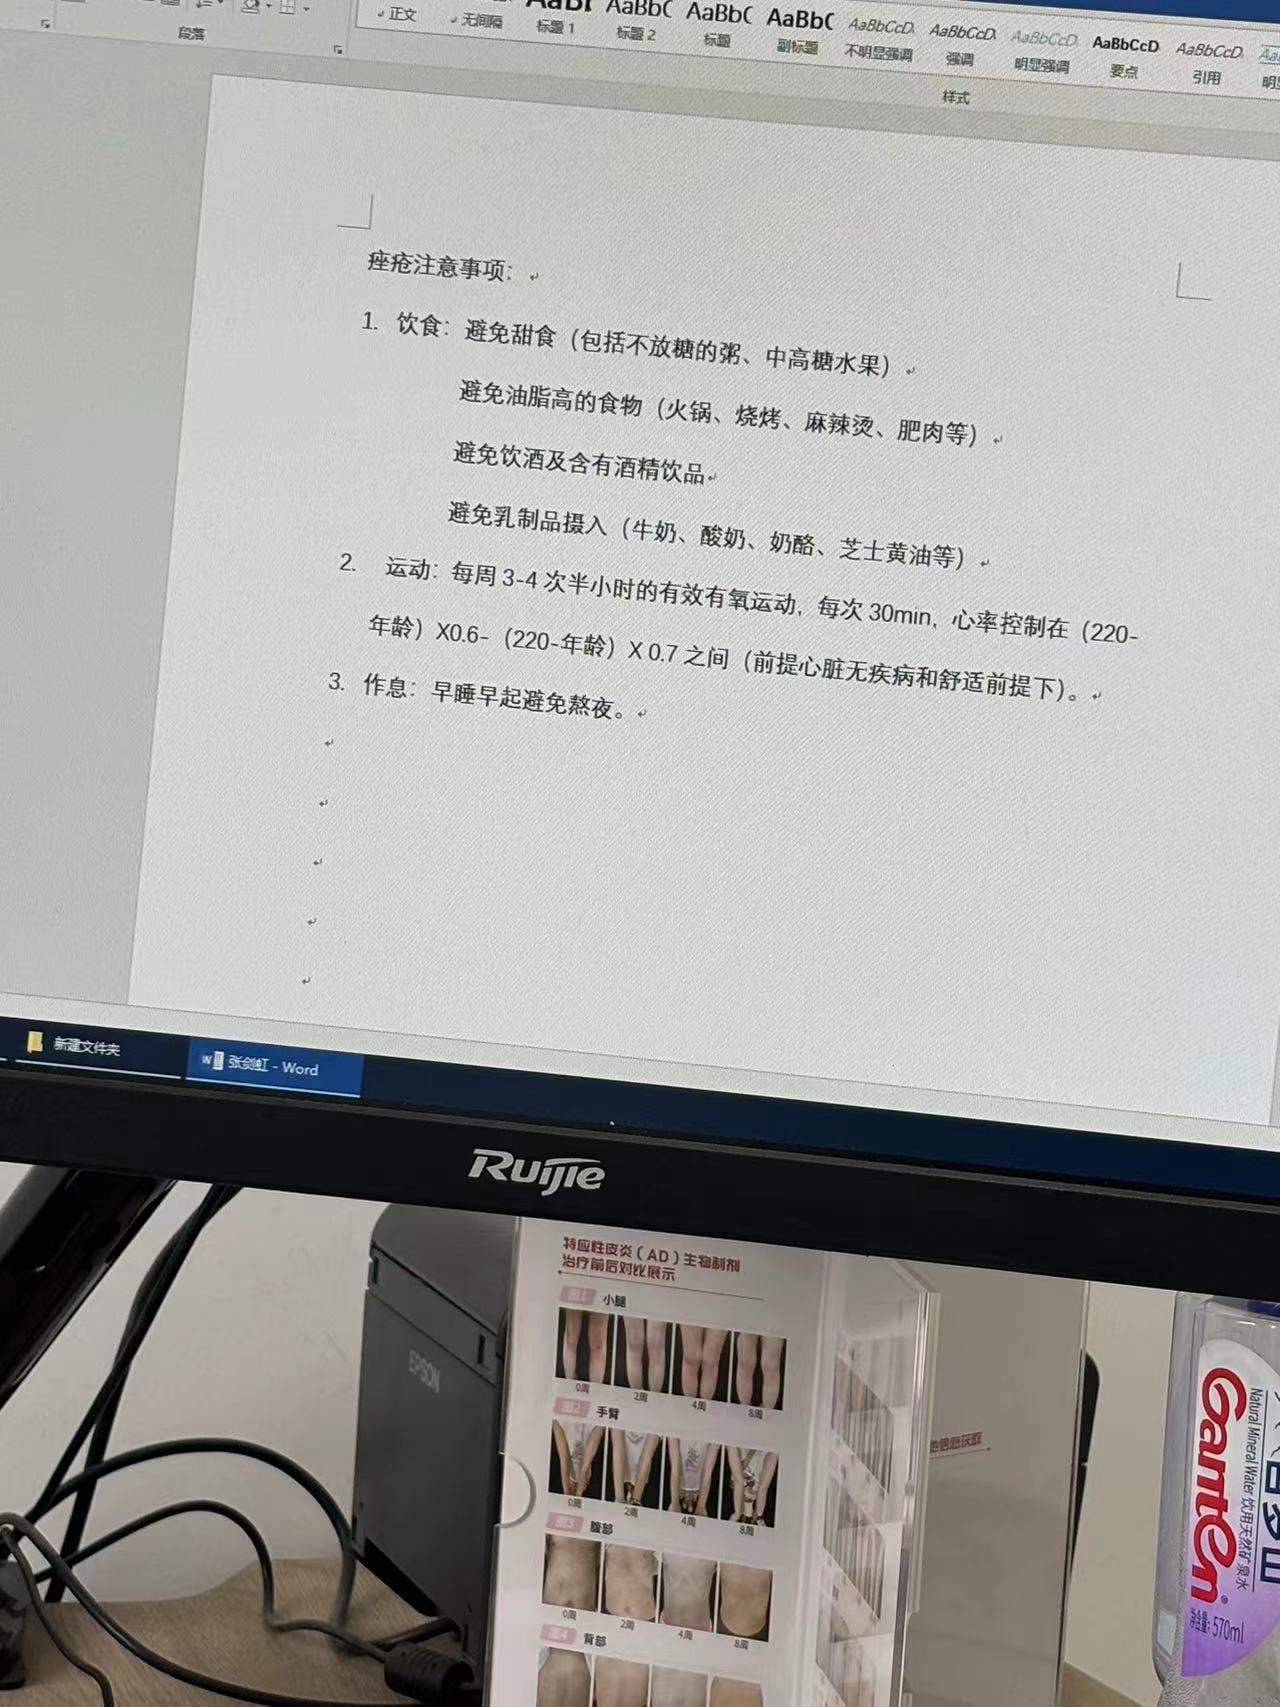 段落
正文
无间隔
标题 1
AaBbC
标题 2
AaBbC
标题
AaBbC
副标题
AaBbCcD
不明显强调
AaBbCcD
强调
AaBbCcD
明显强调
AaBbCcD
要点
AaBbCcD
引用
样式
痤疮注意事项：
1. 饮食：避免甜食（包括不放糖的粥、中高糖水果）
避免油脂高的食物（火锅、烧烤、麻辣烫、肥肉等）
避免饮酒及含有酒精饮品
避免乳制品摄入（牛奶、酸奶、奶酪、芝士黄油等）
2. 运动：每周 3-4 次半小时的有效有氧运动，每次 30min，心率控制在（220-
年龄）X0.6-（220-年龄）X 0.7 之间（前提心脏无疾病和舒适前提下）。
3. 作息：早睡早起避免熬夜。
新建文件夹
张剑虹 - Word
Ruijie
EPSON
特应性皮炎（AD）生物制剂
治疗前后对比展示
图1 小腿
0周 2周 4周 8周
图2 手臂
0周 2周 4周 8周
图3 腹部
0周 2周 4周 8周
图4 背部
信息获取
Ganten
Natural Mineral Water 饮用天然矿泉水
净含量: 570ml